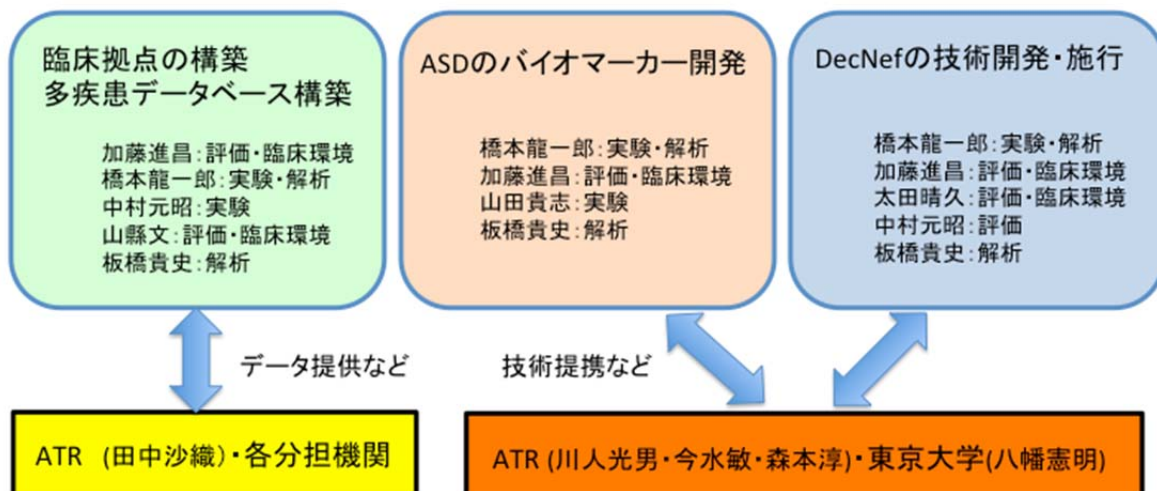 臨床拠点の構築
多疾患データベース構築
加藤進昌:評価・臨床環境
橋本龍一郎:実験・解析
中村元昭:実験
山縣文:評価・臨床環境
板橋貴史:解析
ASDのバイオマーカー開発
橋本龍一郎:実験・解析
加藤進昌:評価・臨床環境
山田貴志:実験
板橋貴史:解析
DecNefの技術開発・施行
橋本龍一郎:実験・解析
加藤進昌:評価・臨床環境
太田晴久:評価・臨床環境
中村元昭:評価
板橋貴史:解析
データ提供など
技術提携など
ATR (田中沙織)・各分担機関
ATR (川人光男・今水敏・森本淳)・東京大学(八幡憲明)